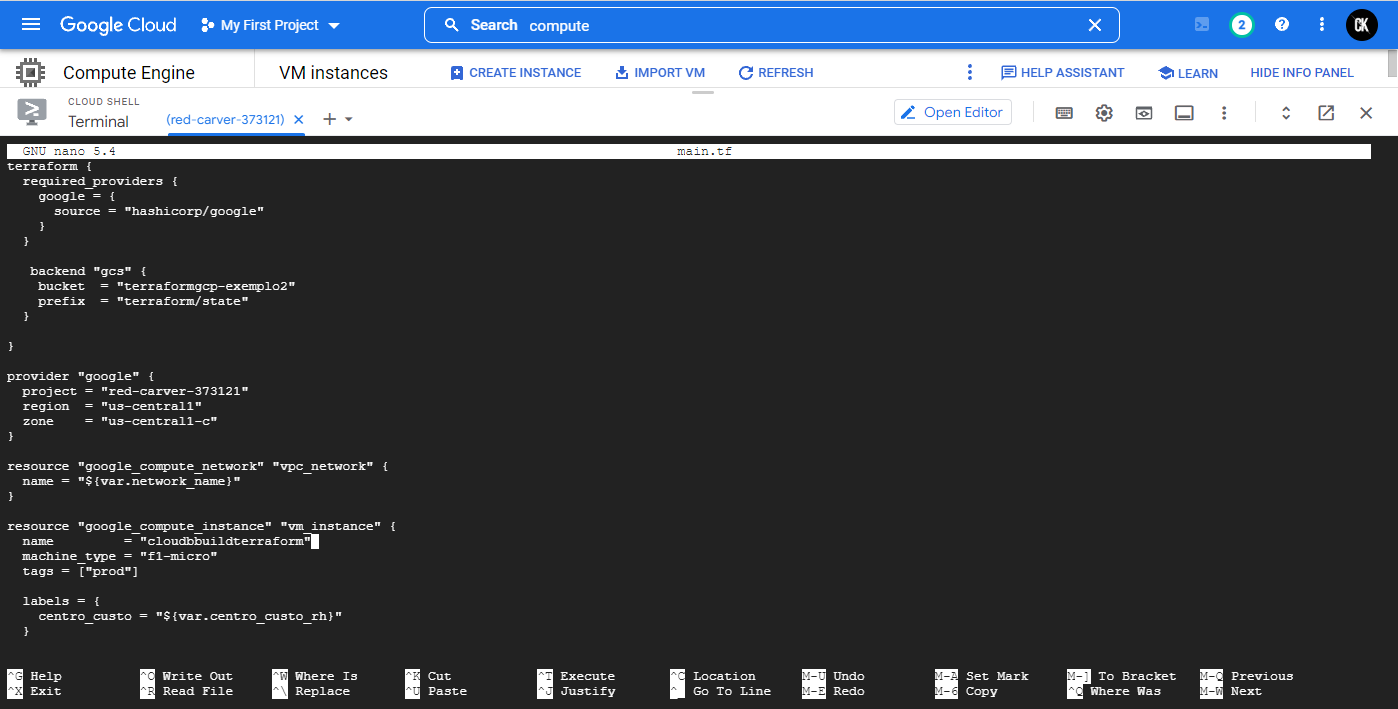 Google Cloud My First Project Search compute 2 ? CK
Compute Engine VM instances CREATE INSTANCE IMPORT VM REFRESH HELP ASSISTANT LEARN HIDE INFO PANEL
CLOUD SHELL
Terminal (red-carver-373121) Open Editor
GNU nano 5.4 main.tf
terraform {
  required_providers {
    google = {
      source = "hashicorp/google"
    }
  }
   backend "gcs" {
    bucket  = "terraformgcp-exemplo2"
    prefix  = "terraform/state"
  }
}
provider "google" {
  project = "red-carver-373121"
  region  = "us-central1"
  zone    = "us-central1-c"
}
resource "google_compute_network" "vpc_network" {
  name = "${var.network_name}"
}
resource "google_compute_instance" "vm_instance" {
  name         = "cloudbbuildterraform"
  machine_type = "f1-micro"
  tags = ["prod"]
  labels = {
    centro_custo = "${var.centro_custo_rh}"
  }
^G Help ^O Write Out ^W Where Is ^K Cut ^T Execute ^C Location M-U Undo M-A Set Mark M-] To Bracket M-Q Previous
^X Exit ^R Read File ^\ Replace ^U Paste ^J Justify ^_ Go To Line M-E Redo M-6 Copy ^Q Where Was M-W Next